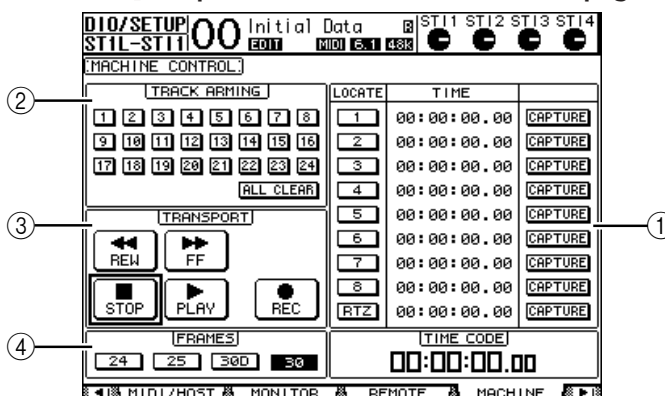 DIO/SETUP 00 Initial Data ST11 ST12 ST13 ST14
ST1L-ST11 EDIT MIDI 6.1 48K
MACHINE CONTROL
② TRACK ARMING
1 2 3 4 5 6 7 8
9 10 11 12 13 14 15 16
17 18 19 20 21 22 23 24
ALL CLEAR
③ TRANSPORT
REW FF
STOP PLAY REC
④ FRAMES
24 25 30D 30
LOCATE TIME
1 00:00:00.00 CAPTURE
2 00:00:00.00 CAPTURE
3 00:00:00.00 CAPTURE
4 00:00:00.00 CAPTURE
5 00:00:00.00 CAPTURE
6 00:00:00.00 CAPTURE
7 00:00:00.00 CAPTURE
8 00:00:00.00 CAPTURE
RTZ 00:00:00.00 CAPTURE
①
TIME CODE
00:00:00.00
MIDI/HOST MONITOR REMOTE MACHINE